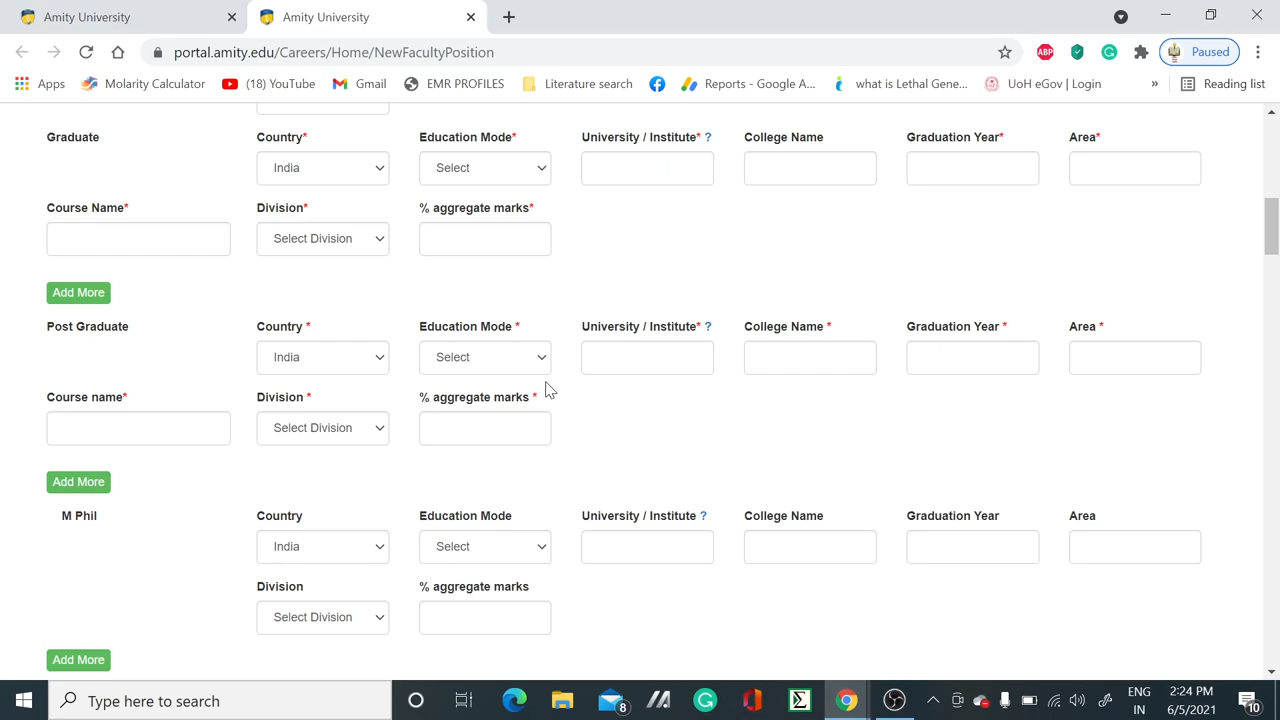 Amity University
Amity University
portal.amity.edu/Careers/Home/NewFacultyPosition
ABP
Paused
Apps
Molarity Calculator
(18) YouTube
Gmail
EMR PROFILES
Literature search
Reports - Google A...
what is Lethal Gene...
UoH eGov | Login
»
Reading list
Graduate Country* Education Mode* University / Institute* ? College Name Graduation Year* Area*
India Select
Course Name* Division* % aggregate marks*
Select Division
Add More
Post Graduate Country * Education Mode * University / Institute* ? College Name * Graduation Year * Area *
India Select
Course name* Division * % aggregate marks *
Select Division
Add More
M Phil Country Education Mode University / Institute ? College Name Graduation Year Area
India Select
Division % aggregate marks
Select Division
Add More
Type here to search
8
ENG
IN
2:24 PM
6/5/2021
10